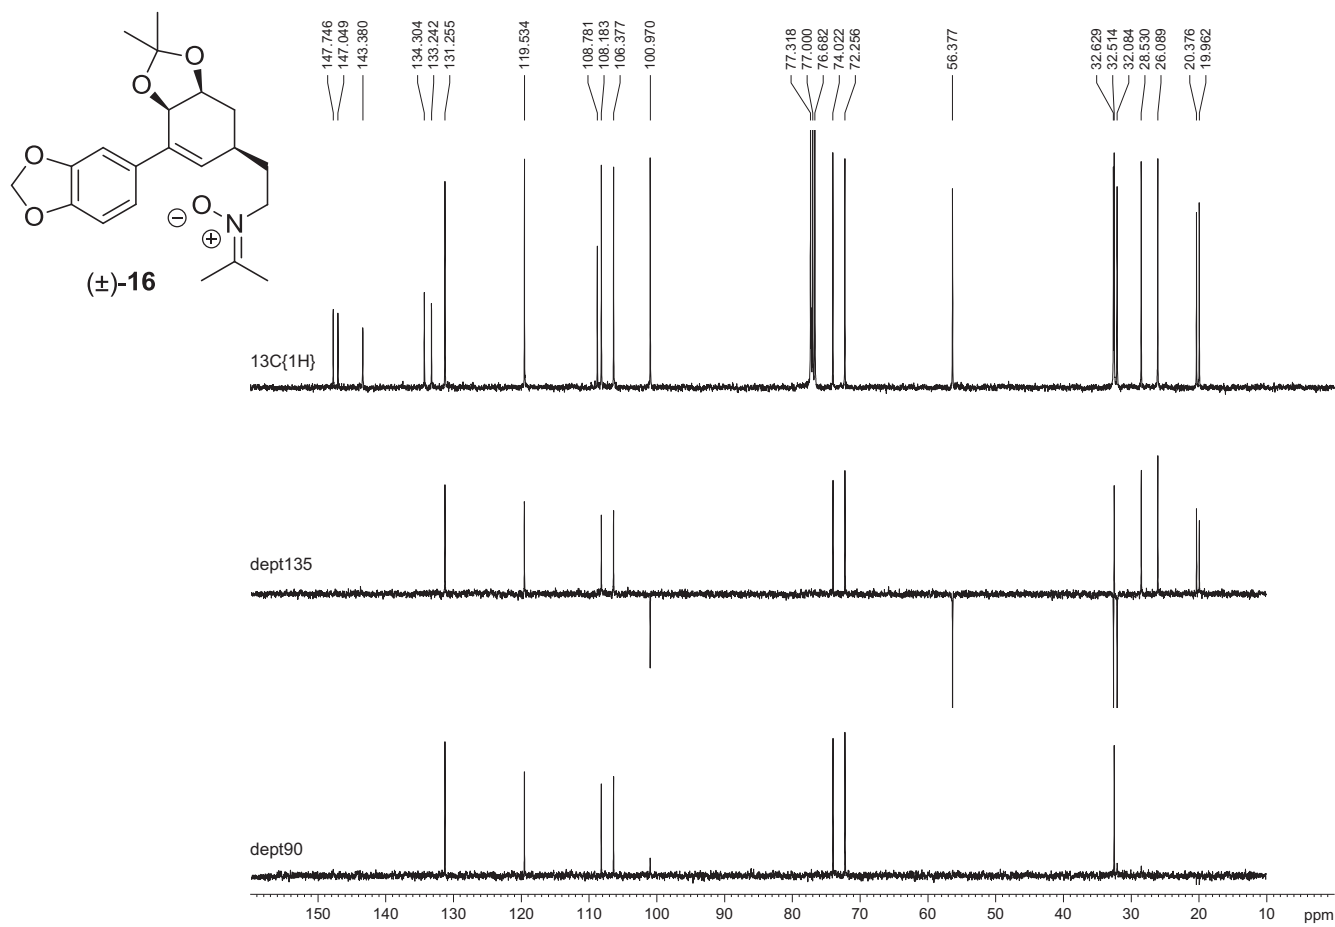 147.746
147.049
143.380
134.304
133.242
131.255
119.534
108.781
108.183
106.377
100.970
77.318
77.000
76.682
74.022
72.256
56.377
32.629
32.514
32.084
28.530
26.089
20.376
19.962
O
O
O
O
⊖ O
N
⊕
(±)-16
13C{1H}
dept135
dept90
150 140 130 120 110 100 90 80 70 60 50 40 30 20 10 ppm